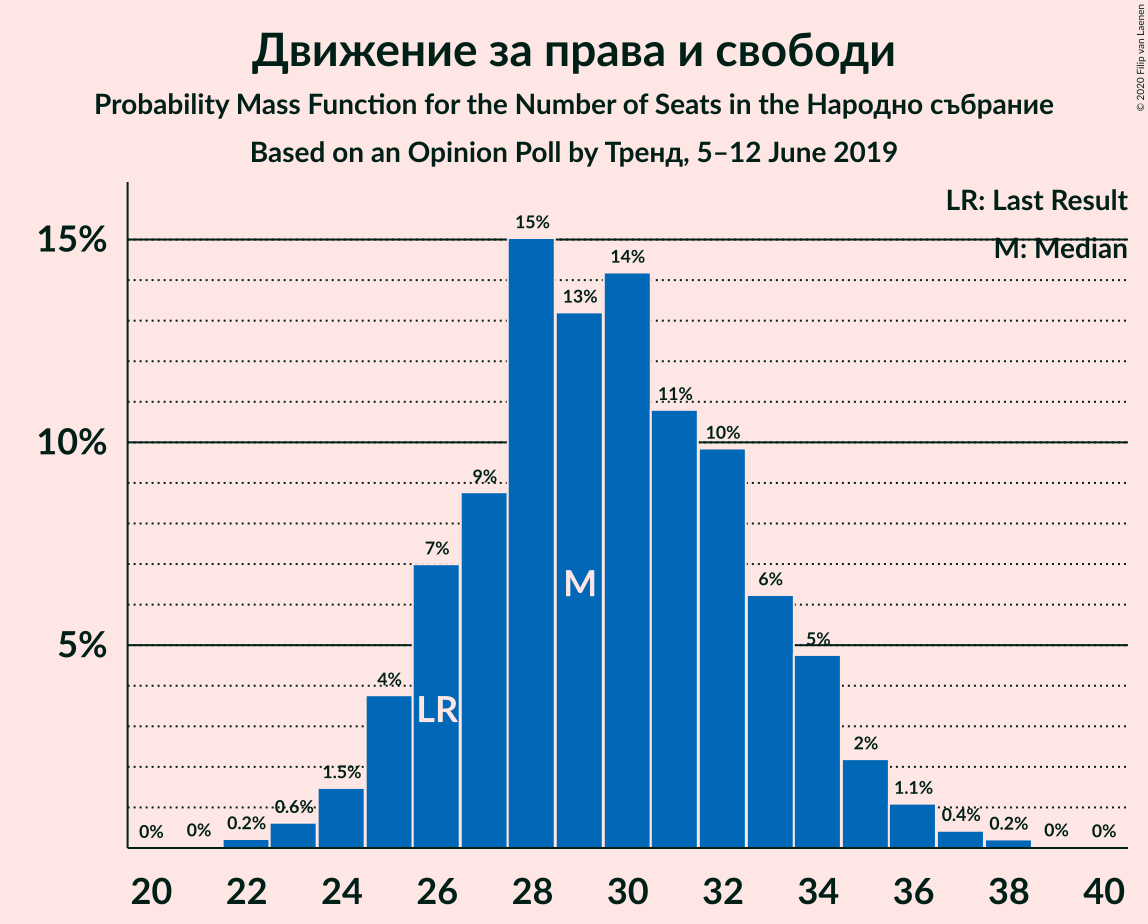 Движение за права и свободи
Probability Mass Function for the Number of Seats in the Народно събрание
Based on an Opinion Poll by Тренд, 5–12 June 2019
© 2020 Filip van Laenen
LR: Last Result
M: Median
15%
10%
5%
0%
0%
0.2%
0.6%
1.5%
4%
7%
9%
15%
13%
14%
11%
10%
6%
5%
2%
1.1%
0.4%
0.2%
0%
0%
LR
M
20 22 24 26 28 30 32 34 36 38 40